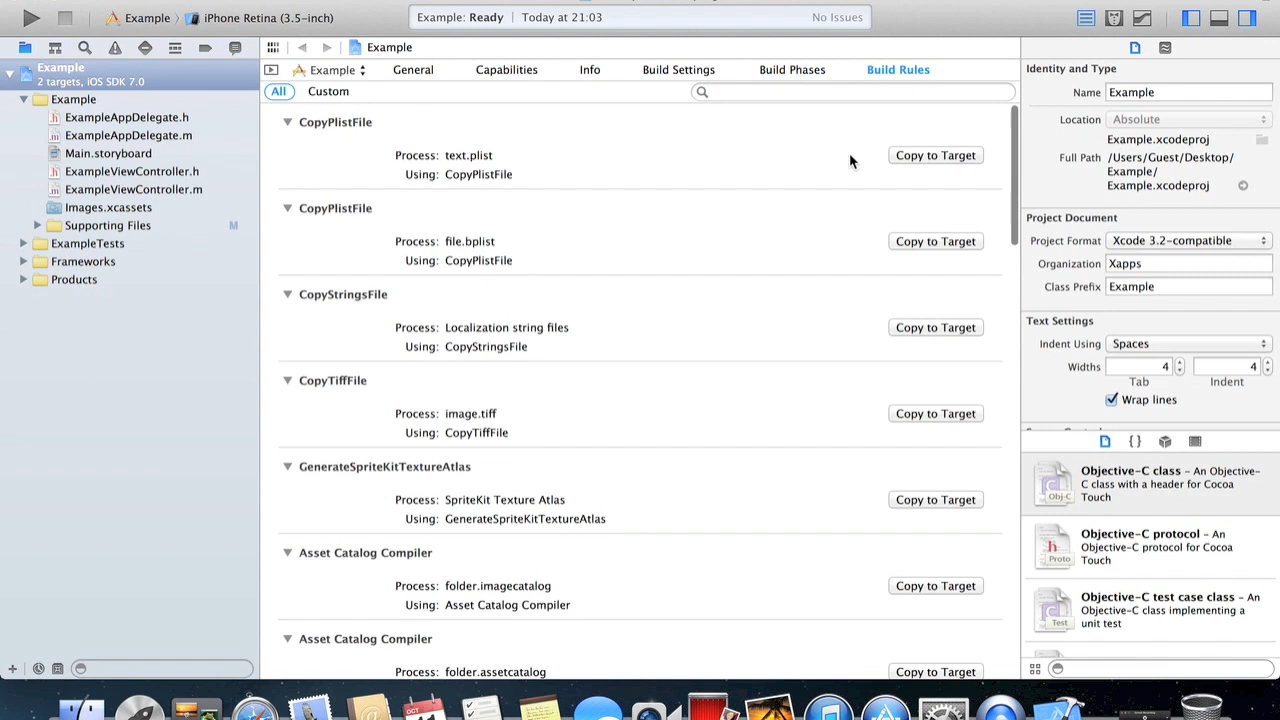 Example
iPhone Retina (3.5-inch)
Example: Ready
Today at 21:03
No Issues
Example
2 targets, iOS SDK 7.0
Example
ExampleAppDelegate.h
ExampleAppDelegate.m
Main.storyboard
ExampleViewController.h
ExampleViewController.m
Images.xcassets
Supporting Files M
ExampleTests
Frameworks
Products
Example
Example
General
Capabilities
Info
Build Settings
Build Phases
Build Rules
All
Custom
CopyPlistFile
Process: text.plist
Copy to Target
Using: CopyPlistFile
CopyPlistFile
Process: file.bplist
Copy to Target
Using: CopyPlistFile
CopyStringsFile
Process: Localization string files
Copy to Target
Using: CopyStringsFile
CopyTiffFile
Process: image.tiff
Copy to Target
Using: CopyTiffFile
GenerateSpriteKitTextureAtlas
Process: SpriteKit Texture Atlas
Copy to Target
Using: GenerateSpriteKitTextureAtlas
Asset Catalog Compiler
Process: folder.imagecatalog
Copy to Target
Using: Asset Catalog Compiler
Asset Catalog Compiler
Process: folder.assetcatalog
Copy to Target
Identity and Type
Name Example
Location Absolute
Example.xcodeproj
Full Path /Users/Guest/Desktop/
Example/
Example.xcodeproj
Project Document
Project Format Xcode 3.2-compatible
Organization Xapps
Class Prefix Example
Text Settings
Indent Using Spaces
Widths 4 4
Tab Indent
Wrap lines
Obj-C
Objective-C class – An Objective-
C class with a header for Cocoa
Touch
Proto
Objective-C protocol – An
Objective-C protocol for Cocoa
Touch
Test
Objective-C test case class – An
Objective-C class implementing a
unit test
OCT